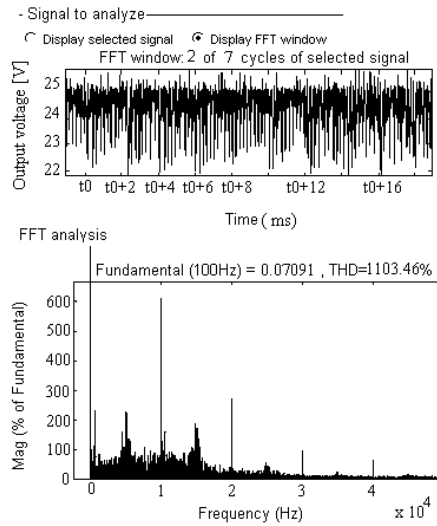 Signal to analyze
Display selected signal Display FFT window
FFT window: 2 of 7 cycles of selected signal
Output voltage [V]
25
24
23
22
t0 t0+2 t0+4 t0+6 t0+8 t0+12 t0+16
Time ( ms )
FFT analysis
Fundamental (100Hz) = 0.07091 , THD=1103.46%
Mag (% of Fundamental)
600
500
400
300
200
100
0
0 1 2 3 4
Frequency (Hz) x 10^4